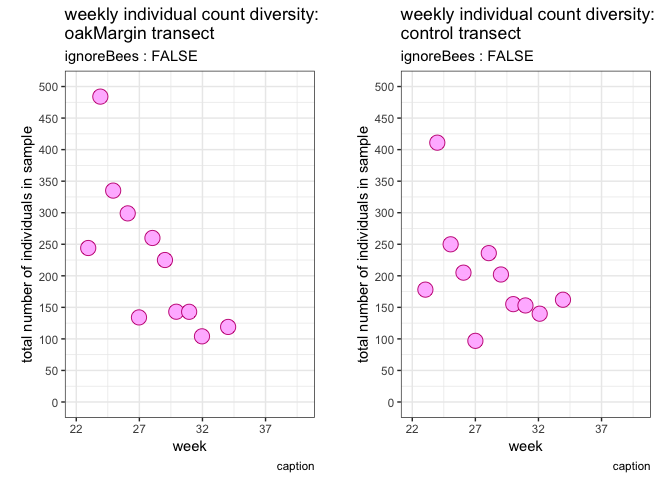 weekly individual count diversity:
oakMargin transect
ignoreBees : FALSE
500
450
400
350
300
250
200
150
100
50
0
total number of individuals in sample
22 27 32 37
week
caption
weekly individual count diversity:
control transect
ignoreBees : FALSE
500
450
400
350
300
250
200
150
100
50
0
total number of individuals in sample
22 27 32 37
week
caption